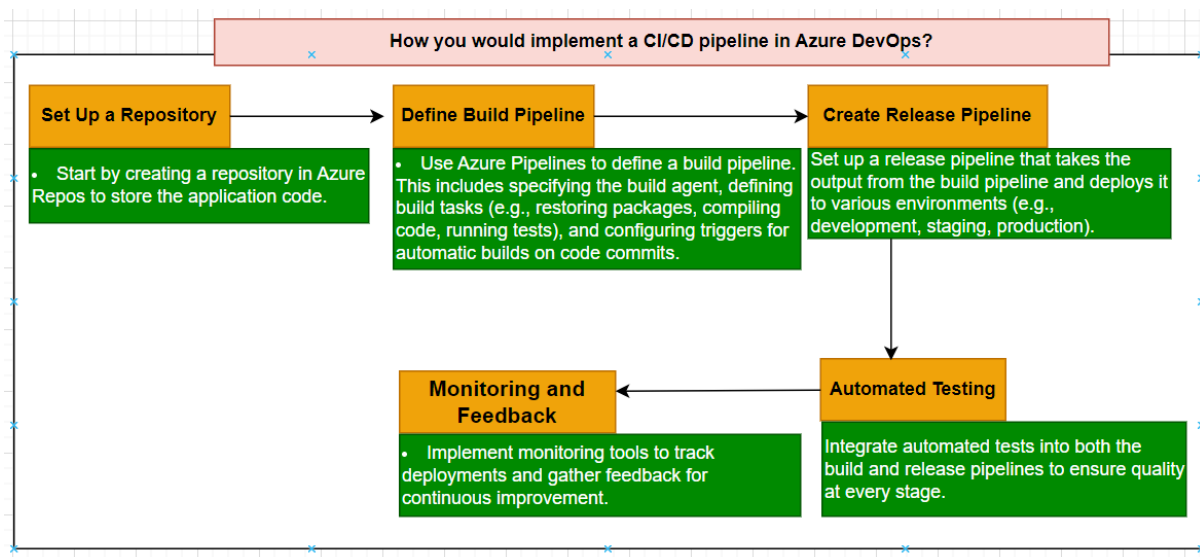 How you would implement a CI/CD pipeline in Azure DevOps?
Set Up a Repository
• Start by creating a repository in Azure
Repos to store the application code.
Define Build Pipeline
• Use Azure Pipelines to define a build pipeline.
This includes specifying the build agent, defining
build tasks (e.g., restoring packages, compiling
code, running tests), and configuring triggers for
automatic builds on code commits.
Create Release Pipeline
Set up a release pipeline that takes the
output from the build pipeline and deploys it
to various environments (e.g.,
development, staging, production).
Automated Testing
Integrate automated tests into both the
build and release pipelines to ensure quality
at every stage.
Monitoring and
Feedback
• Implement monitoring tools to track
deployments and gather feedback for
continuous improvement.